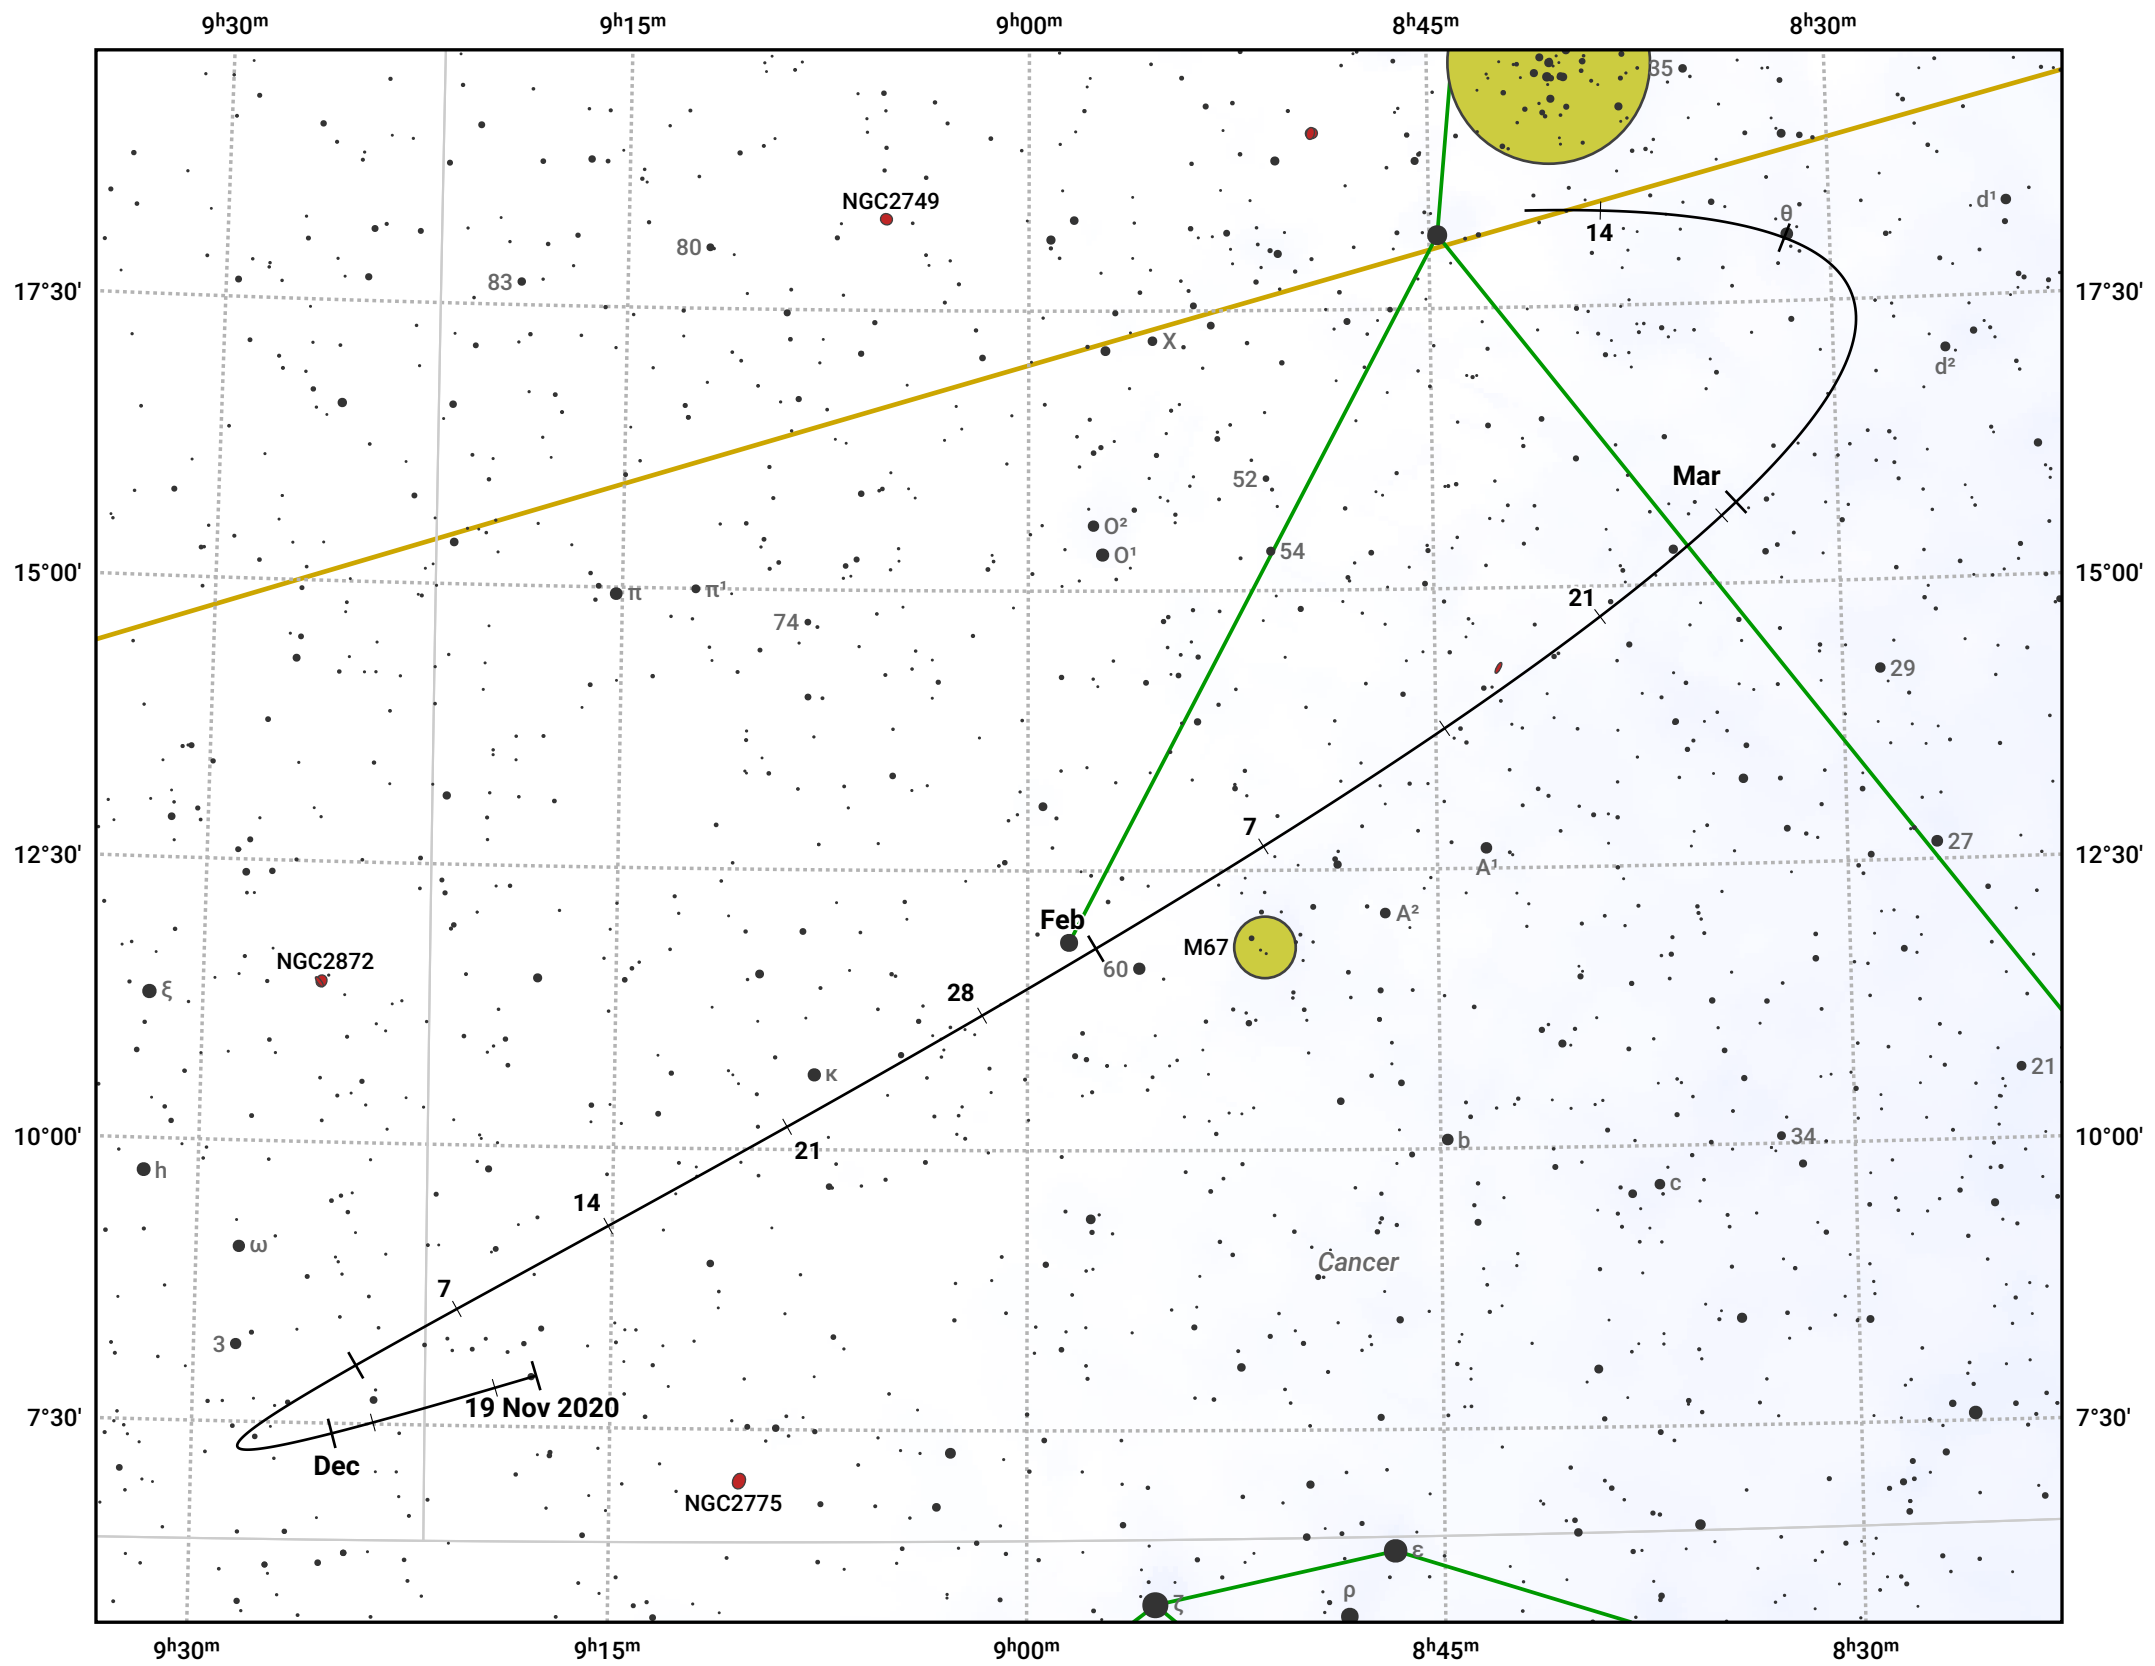 9ʰ30ᵐ 9ʰ15ᵐ 9ʰ00ᵐ 8ʰ45ᵐ 8ʰ30ᵐ
35
d¹
NGC2749
θ
14
80
83
17°30' 17°30'
X
d²
Mar
52
O²
O¹
54
15°00' 15°00'
π
π¹
21
74
29
7
27
12°30' 12°30'
A¹
Feb
A²
M67
NGC2872
60
ξ
28
21
κ
10°00' 10°00'
b
34
21
h
c
14
ω
Cancer
7
3
19 Nov 2020
7°30' 7°30'
Dec
NGC2775
ε
ρ
ζ
9ʰ30ᵐ 9ʰ15ᵐ 9ʰ00ᵐ 8ʰ45ᵐ 8ʰ30ᵐ